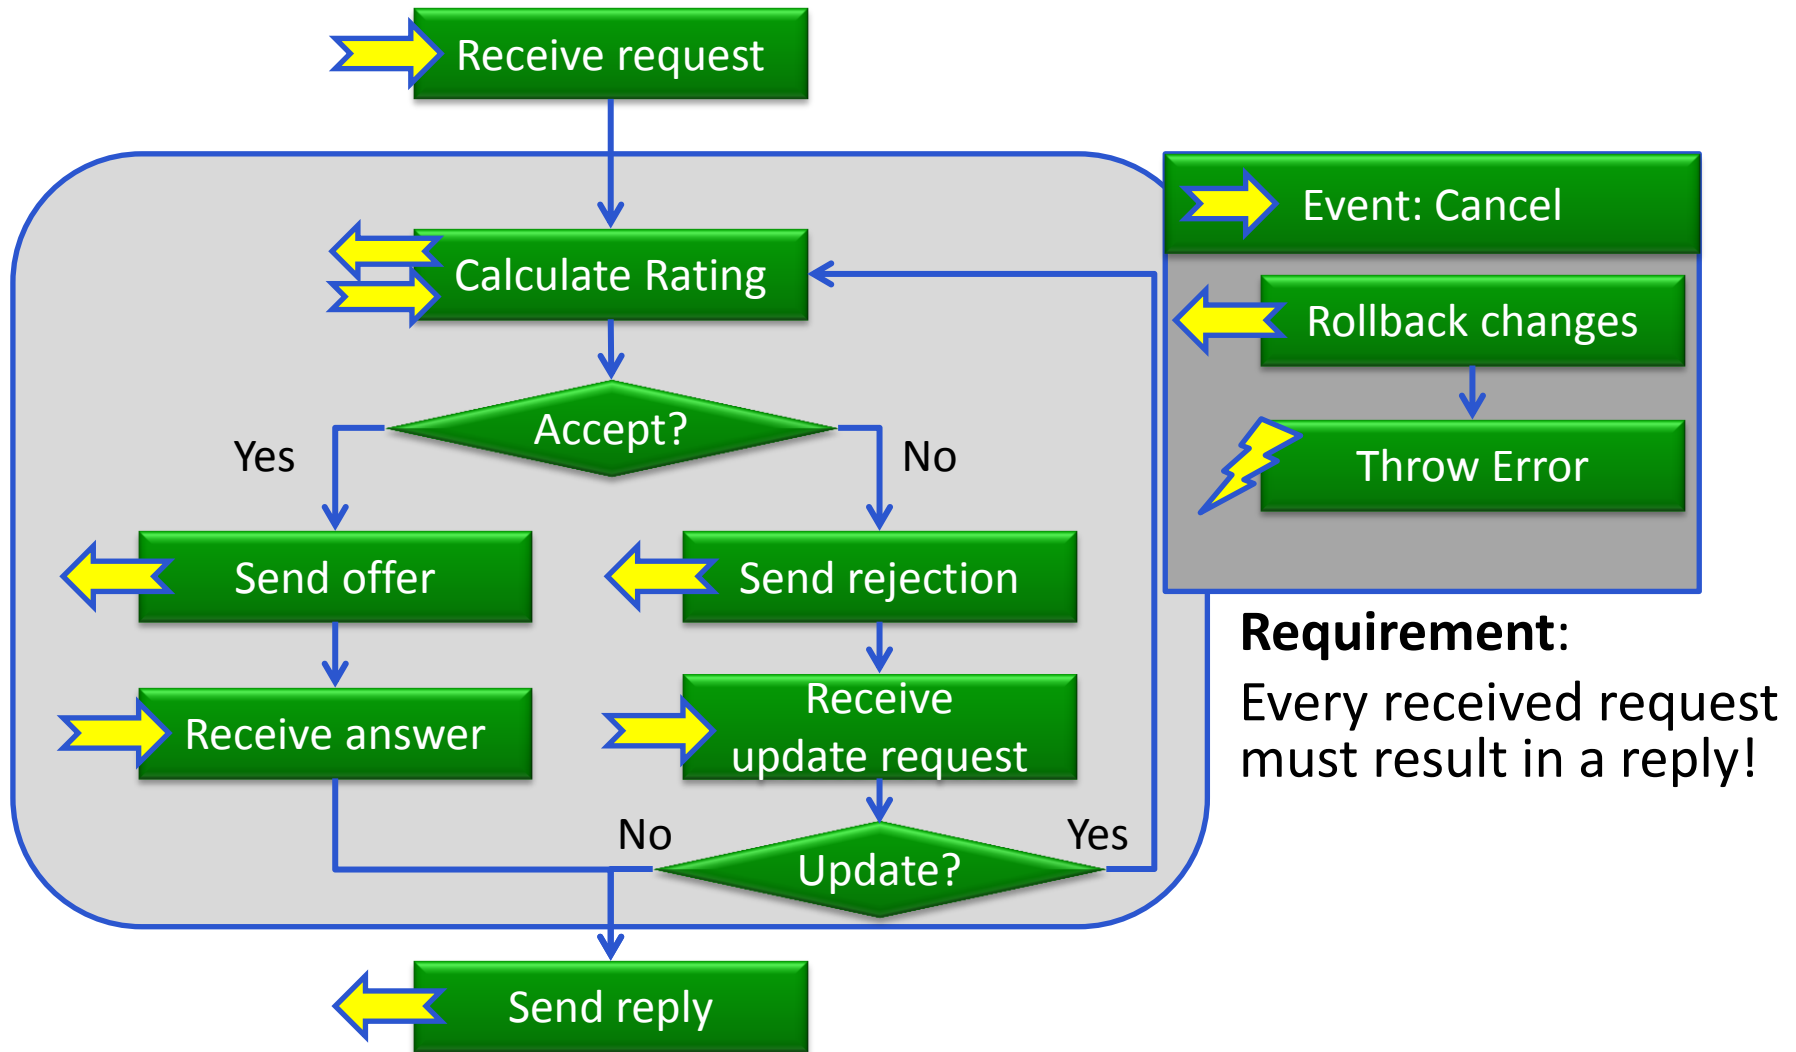 Receive request
Event: Cancel
Calculate Rating
Rollback changes
Accept?
Yes
No
Throw Error
Send offer
Send rejection
Requirement:
Every received request
must result in a reply!
Receive answer
Receive
update request
No
Yes
Update?
Send reply